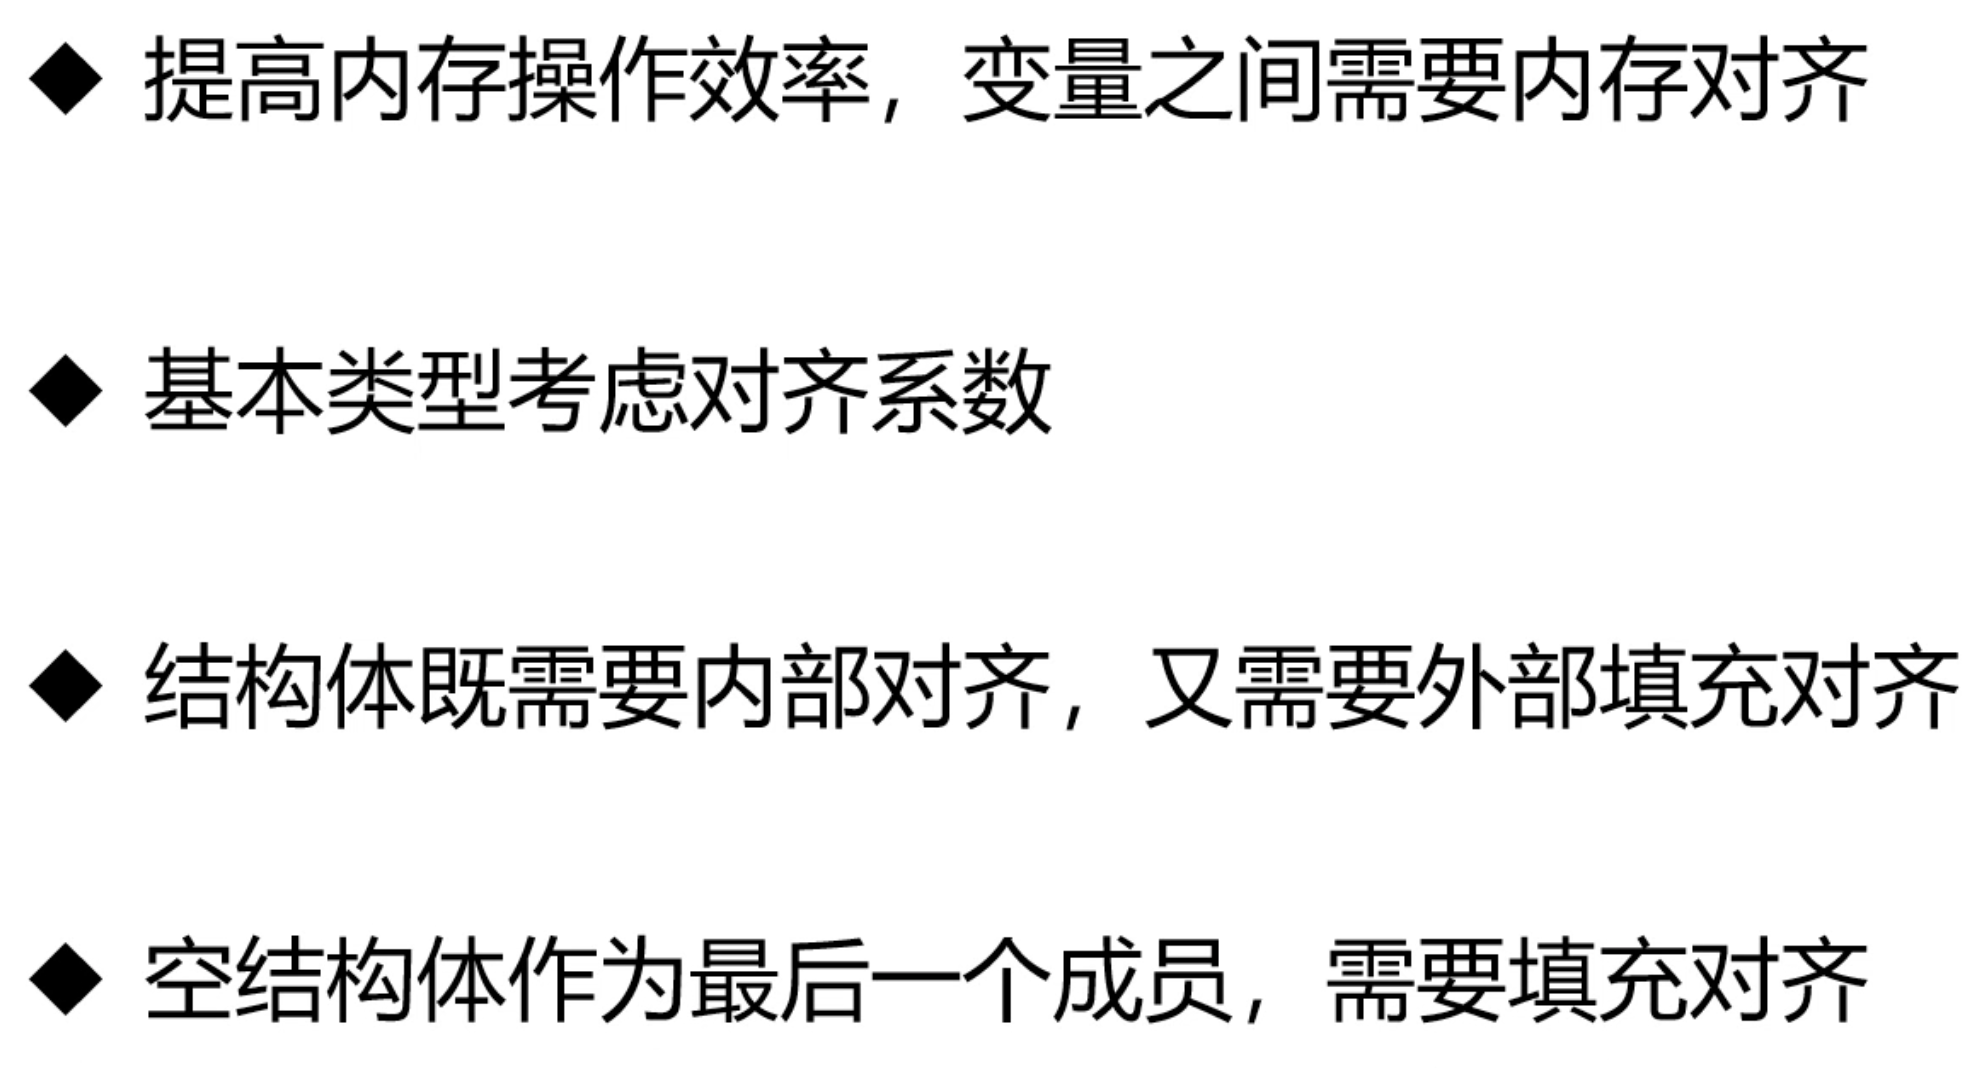 ◆ 提高内存操作效率，变量之间需要内存对齐
◆ 基本类型考虑对齐系数
◆ 结构体既需要内部对齐，又需要外部填充对齐
◆ 空结构体作为最后一个成员，需要填充对齐